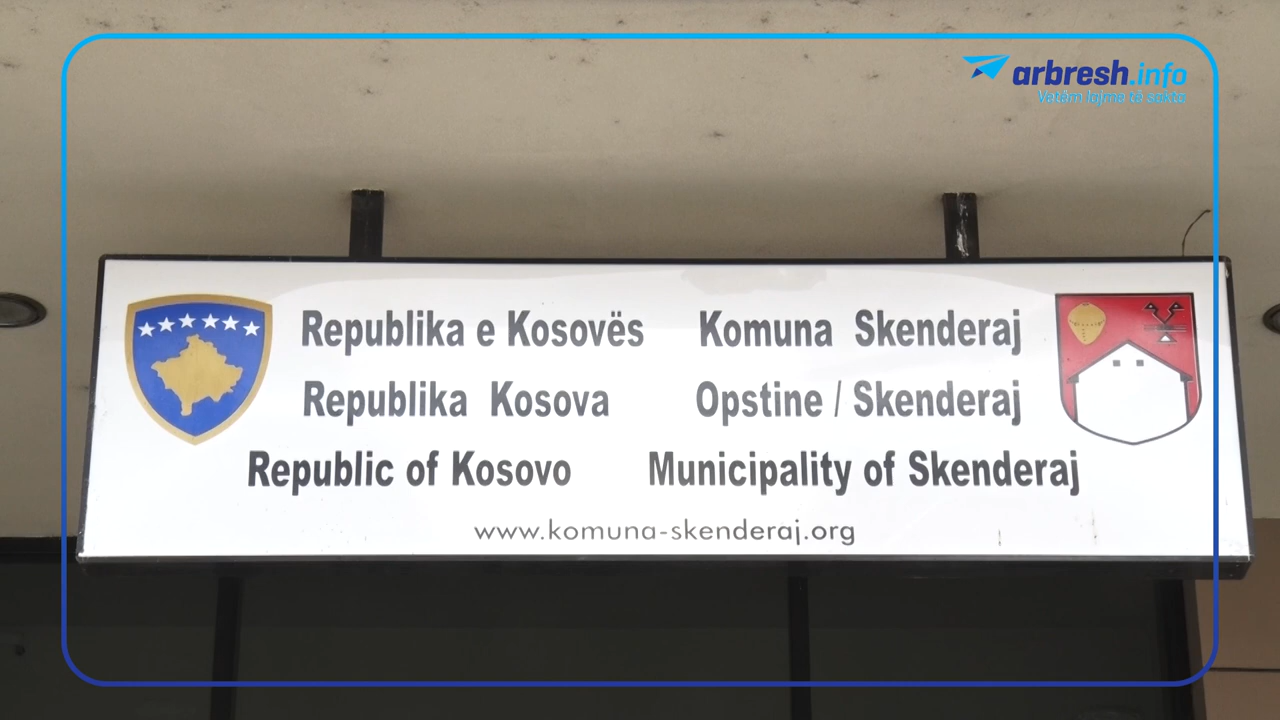 arbresh.info
Vetëm lajme të sakta
Republika e Kosovës Komuna Skenderaj
Republika Kosova Opstine / Skenderaj
Republic of Kosovo Municipality of Skenderaj
www.komuna-skenderaj.org